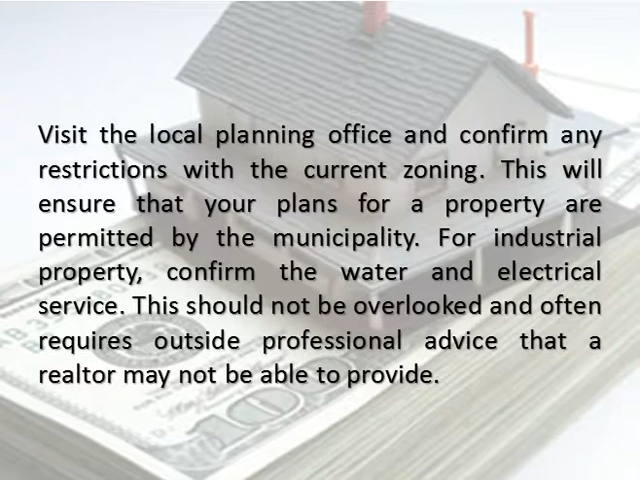 Visit the local planning office and confirm any
restrictions with the current zoning. This will
ensure that your plans for a property are
permitted by the municipality. For industrial
property, confirm the water and electrical
service. This should not be overlooked and often
requires outside professional advice that a
realtor may not be able to provide.
100